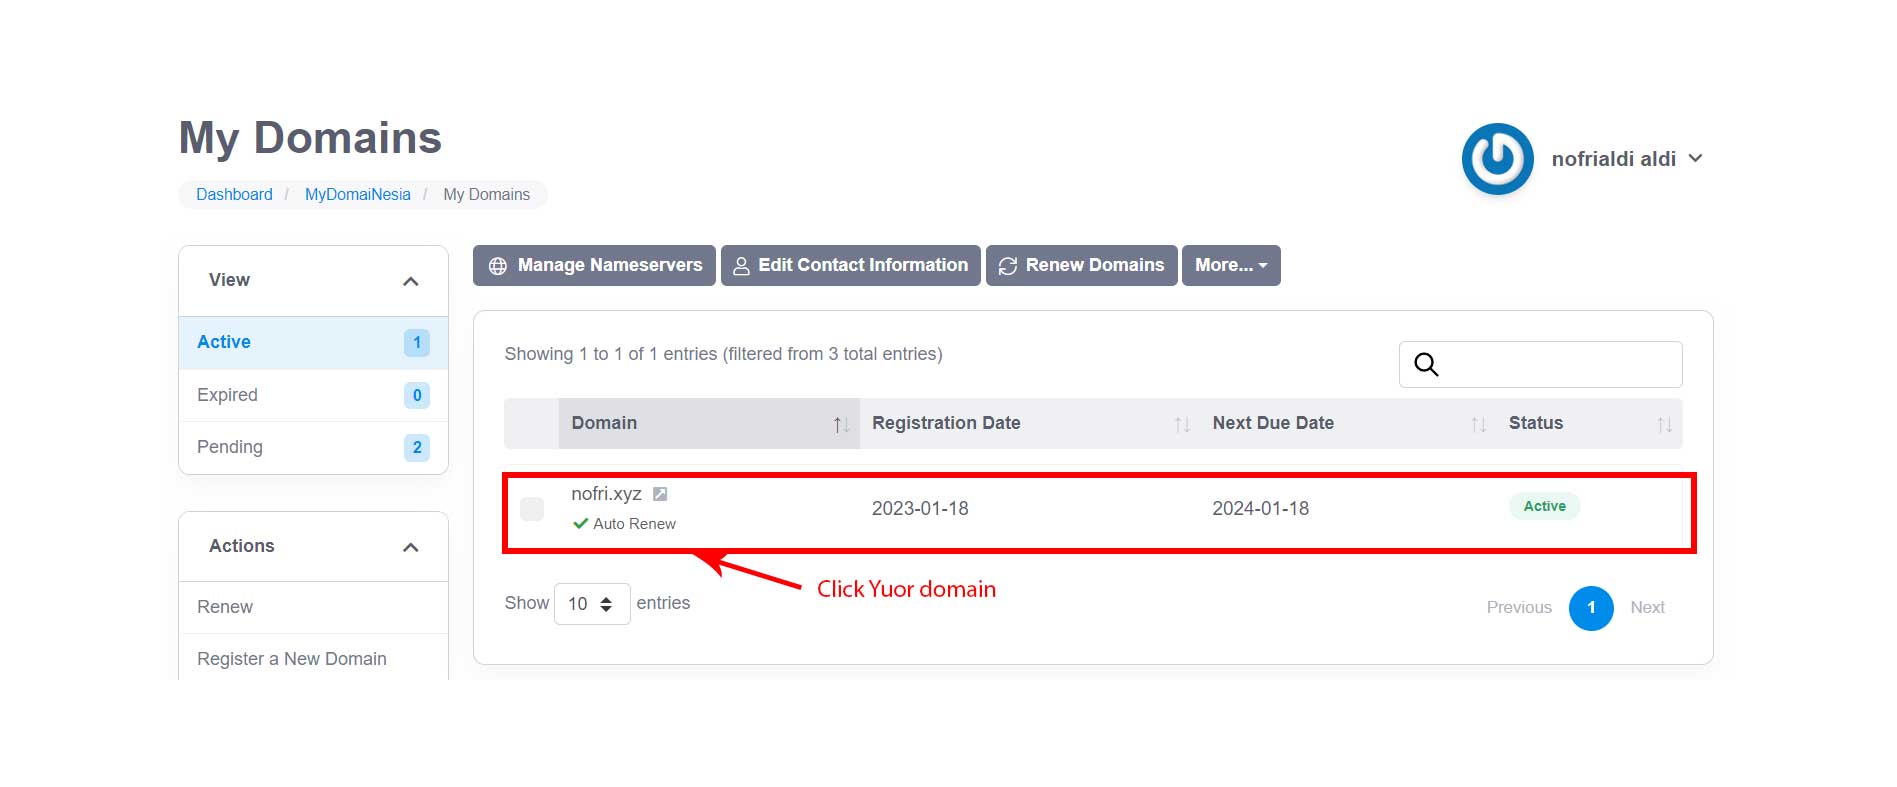 My Domains
nofrialdi aldi
Dashboard / MyDomaiNesia / My Domains
View
Active 1
Expired 0
Pending 2
Actions
Renew
Register a New Domain
Manage Nameservers
Edit Contact Information
Renew Domains
More...
Showing 1 to 1 of 1 entries (filtered from 3 total entries)
Domain Registration Date Next Due Date Status
nofri.xyz 2023-01-18 2024-01-18 Active
Auto Renew
Click Yuor domain
Show 10 entries
Previous 1 Next